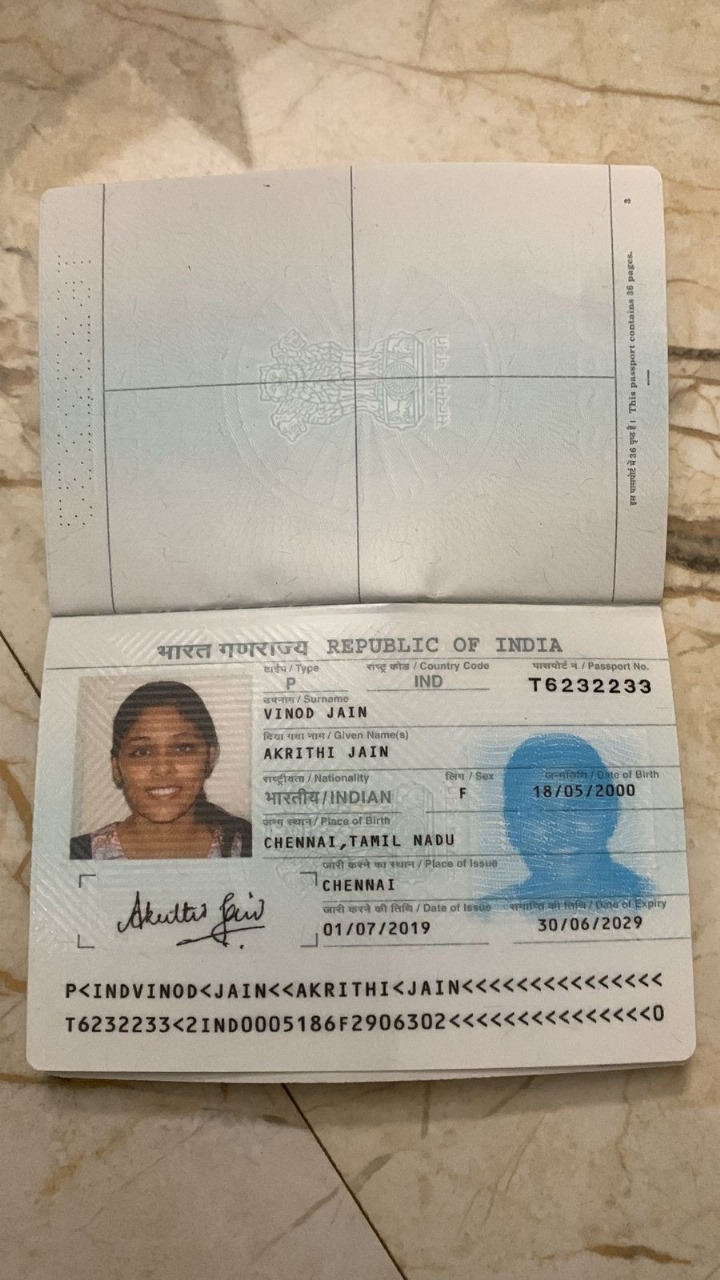 3
इस पासपोर्ट में 36 पृष्ठ हैं। This passport contains 36 pages.
सत्यमेव जयते
भारत गणराज्य REPUBLIC OF INDIA
टाईप / Type
राष्ट्र कोड / Country Code
पासपोर्ट नं. / Passport No.
P
IND
T6232233
उपनाम / Surname
VINOD JAIN
दिया गया नाम / Given Name(s)
AKRITHI JAIN
राष्ट्रीयता / Nationality
लिंग / Sex
जन्मतिथि / Date of Birth
भारतीय / INDIAN
F
18/05/2000
जन्म स्थान / Place of Birth
CHENNAI,TAMIL NADU
जारी करने का स्थान / Place of Issue
CHENNAI
जारी करने की तिथि / Date of Issue
समाप्ति की तिथि / Date of Expiry
01/07/2019
30/06/2029
Akrithi Jain
P<INDVINOD<JAIN<<AKRITHI<JAIN<<<<<<<<<<<<<<<
T6232233<2IND0005186F2906302<<<<<<<<<<<<<<<0